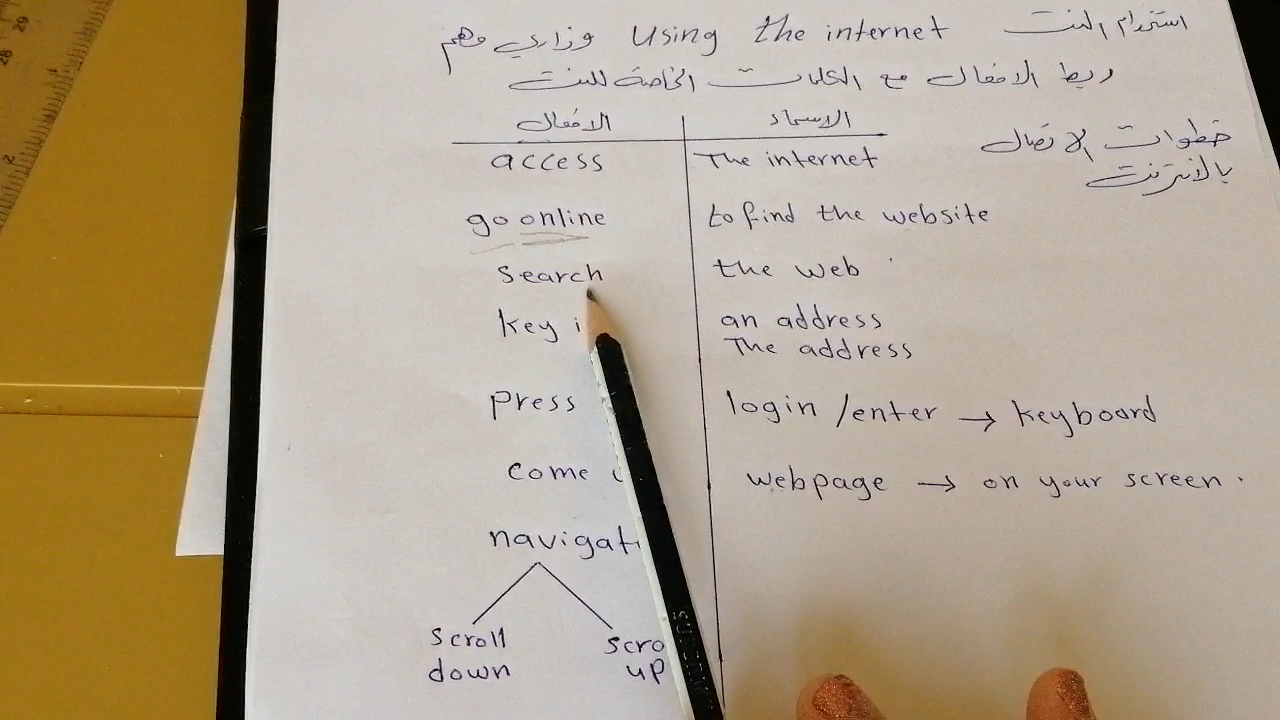 استخدام النت Using the internet وزاري مهم
ربط الافعال مع الكلمات الخاصة للنت
الافعال الاسماء
خطوات الاتصال
بالانترنت
access The internet
go online to find the website
search the web
key an address
The address
press login /enter → keyboard
come webpage → on your screen.
scroll
down
up